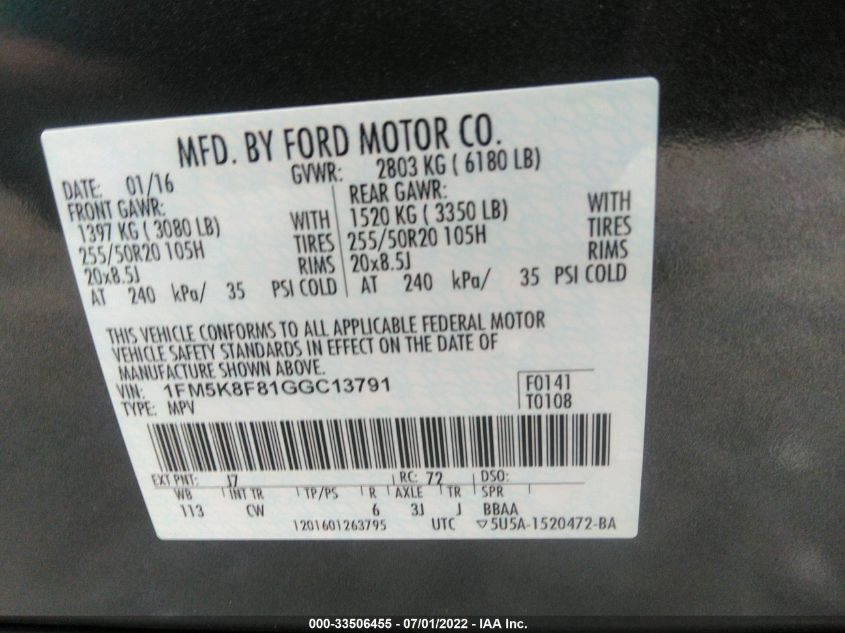 MFD. BY FORD MOTOR CO.
DATE: 01/16 GVWR: 2803 KG ( 6180 LB)
FRONT GAWR: REAR GAWR:
1397 KG ( 3080 LB) WITH 1520 KG ( 3350 LB) WITH
255/50R20 105H TIRES 255/50R20 105H TIRES
20x8.5J RIMS 20x8.5J RIMS
AT 240 kPa/ 35 PSI COLD AT 240 kPa/ 35 PSI COLD
THIS VEHICLE CONFORMS TO ALL APPLICABLE FEDERAL MOTOR
VEHICLE SAFETY STANDARDS IN EFFECT ON THE DATE OF
MANUFACTURE SHOWN ABOVE.
VIN: 1FM5K8F81GGC13791 F0141
TYPE: MPV T0108
EXT PNT: J7 RC: 72 DSO:
WB INT TR TP/PS R AXLE TR SPR
113 CW 6 3J J BBAA
1201601263795 UTC ▽5U5A-1520472-BA
000-33506455 - 07/01/2022 - IAA Inc.